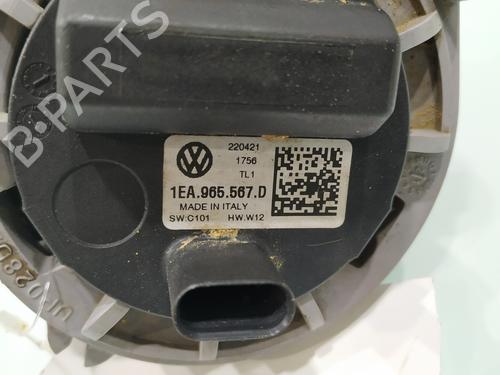 B-PARTS
220421
1756
TL1
1EA.965.567.D
MADE IN ITALY
SW:C101 HW.W12